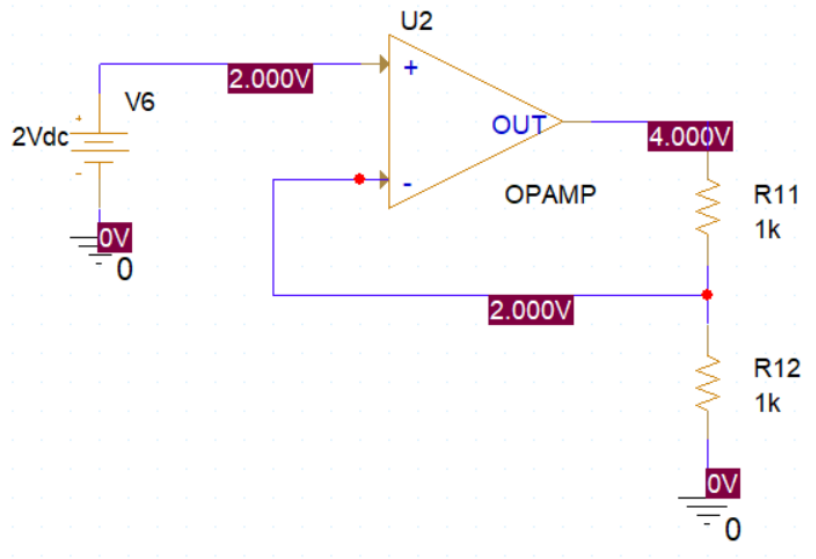 U2
+
2.000V
V6
+
2Vdc
-
OUT
4.000V
-
OPAMP
R11
1k
0V
0
2.000V
R12
1k
0V
0